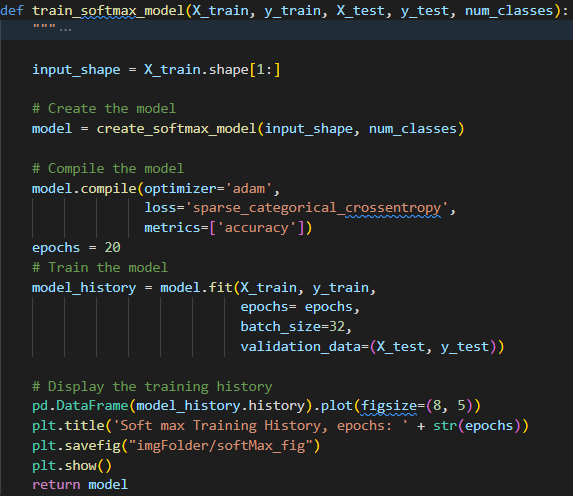 def train_softmax_model(X_train, y_train, X_test, y_test, num_classes):
    """…
    input_shape = X_train.shape[1:]
    # Create the model
    model = create_softmax_model(input_shape, num_classes)
    # Compile the model
    model.compile(optimizer='adam',
                  loss='sparse_categorical_crossentropy',
                  metrics=['accuracy'])
    epochs = 20
    # Train the model
    model_history = model.fit(X_train, y_train,
                              epochs= epochs,
                              batch_size=32,
                              validation_data=(X_test, y_test))
    # Display the training history
    pd.DataFrame(model_history.history).plot(figsize=(8, 5))
    plt.title('Soft max Training History, epochs: ' + str(epochs))
    plt.savefig("imgFolder/softMax_fig")
    plt.show()
    return model